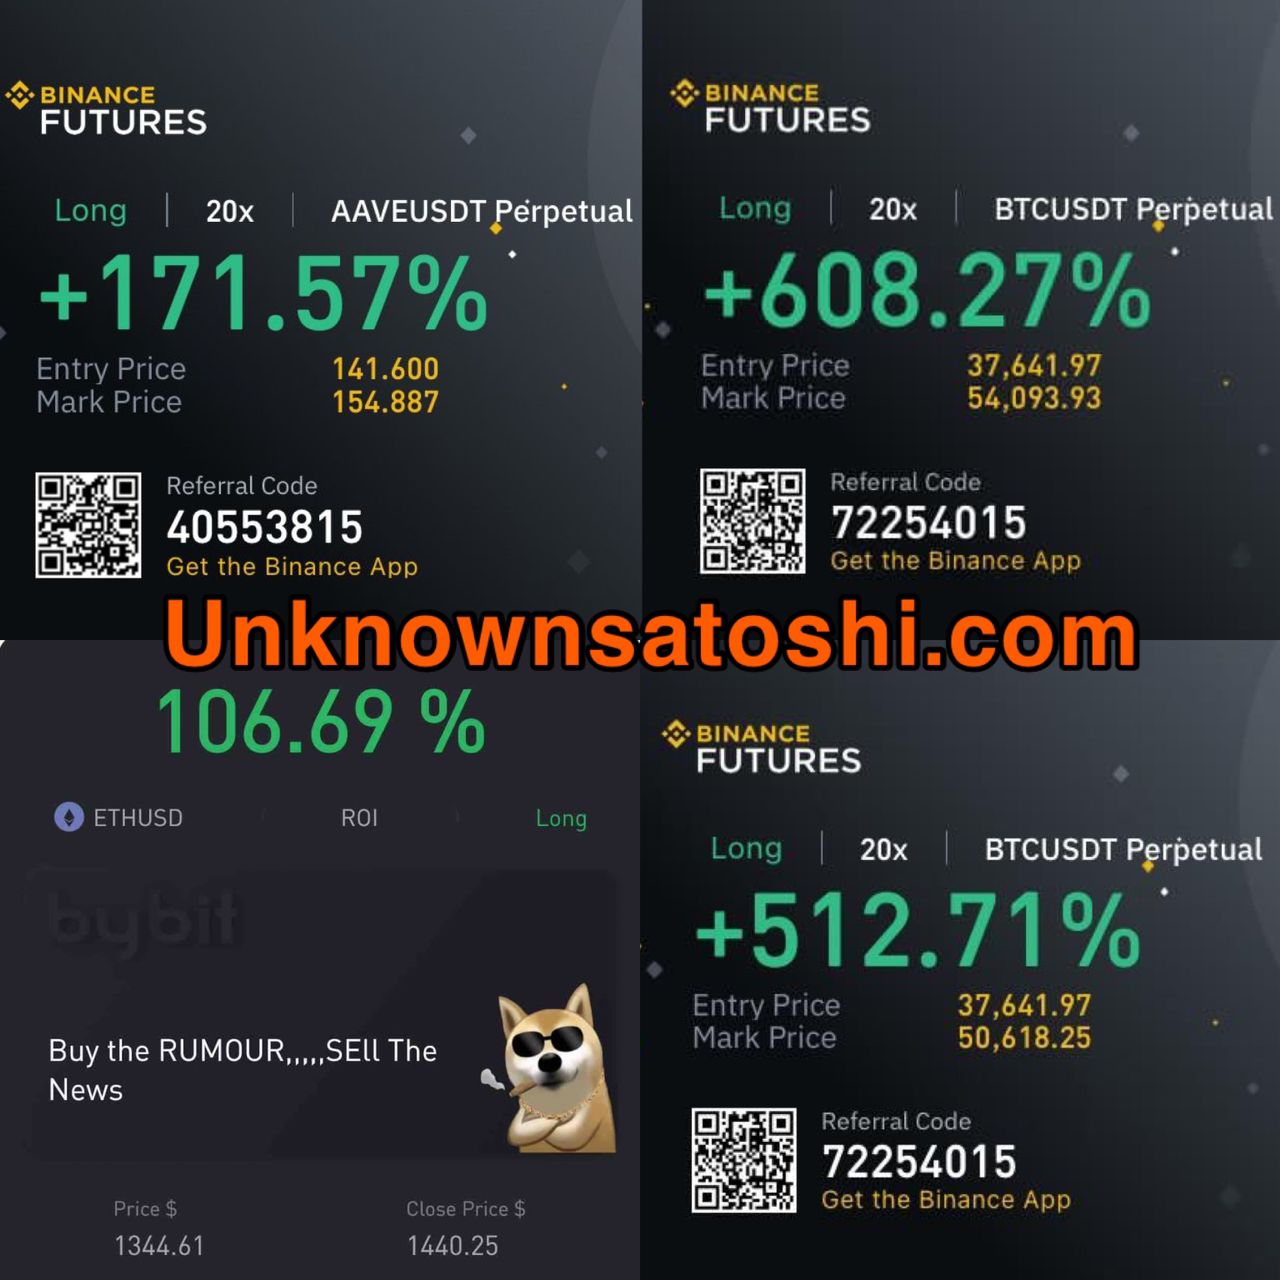 BINANCE
FUTURES
Long | 20x | AAVEUSDT Perpetual
+171.57%
Entry Price 141.600
Mark Price 154.887
Referral Code
40553815
Get the Binance App
BINANCE
FUTURES
Long | 20x | BTCUSDT Perpetual
+608.27%
Entry Price 37,641.97
Mark Price 54,093.93
Referral Code
72254015
Get the Binance App
Unknownsatoshi.com
106.69 %
ETHUSD ROI Long
bybit
Buy the RUMOUR,,,,,SEll The
News
Price $ Close Price $
1344.61 1440.25
BINANCE
FUTURES
Long | 20x | BTCUSDT Perpetual
+512.71%
Entry Price 37,641.97
Mark Price 50,618.25
Referral Code
72254015
Get the Binance App